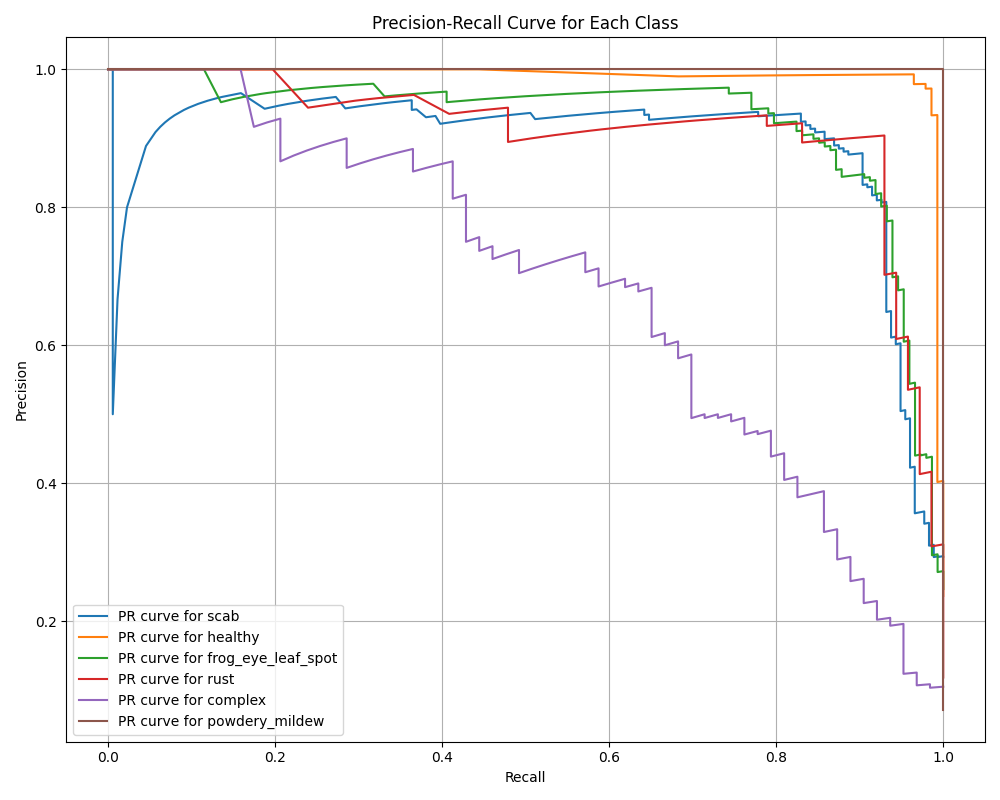 Precision-Recall Curve for Each Class
1.0
0.8
0.6
0.4
0.2
Precision
PR curve for scab
PR curve for healthy
PR curve for frog_eye_leaf_spot
PR curve for rust
PR curve for complex
PR curve for powdery_mildew
0.0 0.2 0.4 0.6 0.8 1.0
Recall